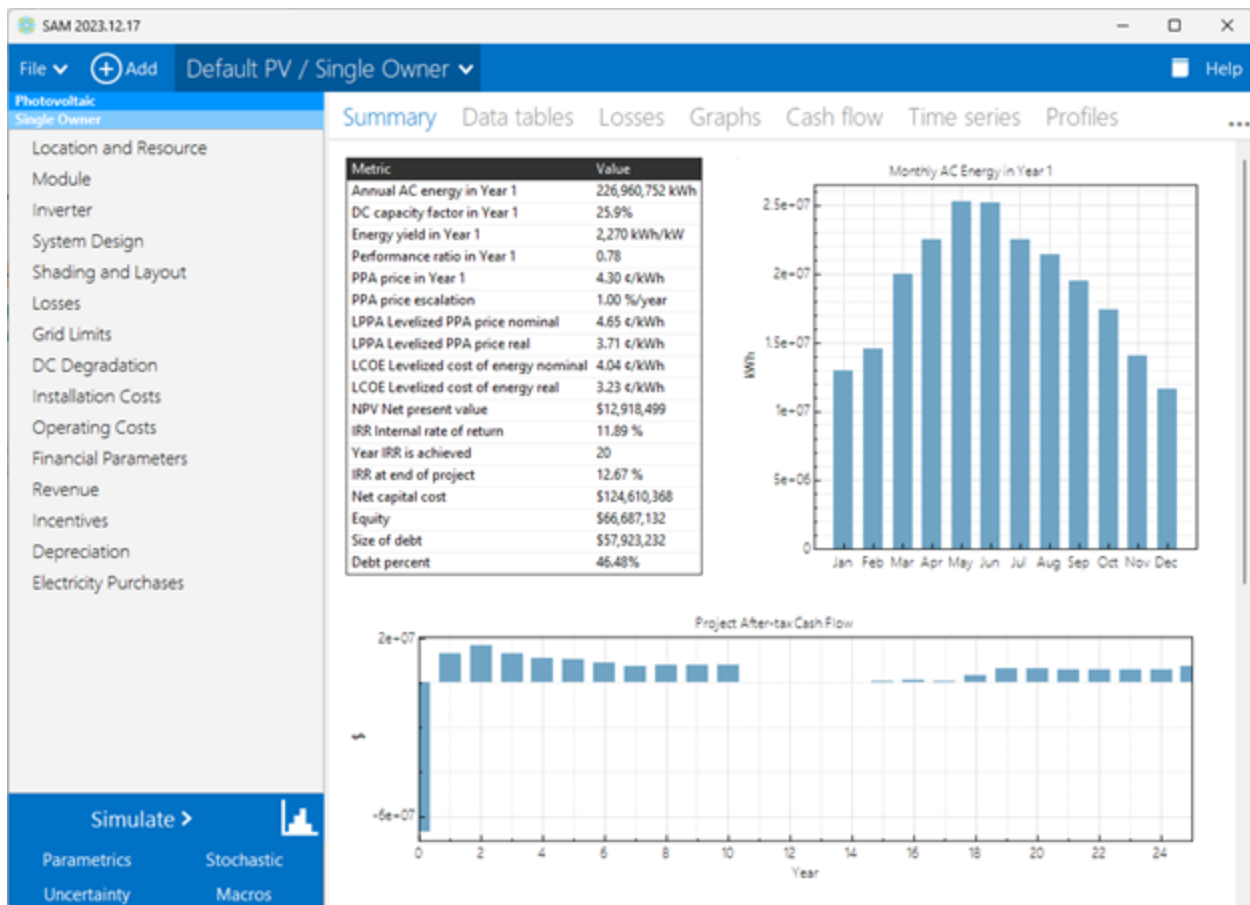 SAM 2023.12.17
File Add Default PV / Single Owner Help
Photovoltaic
Single Owner
Location and Resource
Module
Inverter
System Design
Shading and Layout
Losses
Grid Limits
DC Degradation
Installation Costs
Operating Costs
Financial Parameters
Revenue
Incentives
Depreciation
Electricity Purchases
Simulate >
Parametrics Stochastic
Uncertainty Macros
Summary Data tables Losses Graphs Cash flow Time series Profiles ...
Metric Value
Annual AC energy in Year 1 226,960,752 kWh
DC capacity factor in Year 1 25.9%
Energy yield in Year 1 2,270 kWh/kW
Performance ratio in Year 1 0.78
PPA price in Year 1 4.30 ¢/kWh
PPA price escalation 1.00 %/year
LPPA Levelized PPA price nominal 4.65 ¢/kWh
LPPA Levelized PPA price real 3.71 ¢/kWh
LCOE Levelized cost of energy nominal 4.04 ¢/kWh
LCOE Levelized cost of energy real 3.23 ¢/kWh
NPV Net present value $12,918,499
IRR Internal rate of return 11.89 %
Year IRR is achieved 20
IRR at end of project 12.67 %
Net capital cost $124,610,368
Equity $66,687,132
Size of debt $57,923,232
Debt percent 46.48%
Monthly AC Energy in Year 1
2.5e+07
2e+07
1.5e+07
1e+07
5e+06
0
kWh
Jan Feb Mar Apr May Jun Jul Aug Sep Oct Nov Dec
Project After-tax Cash Flow
2e+07
$
-6e+07
0 2 4 6 8 10 12 14 16 18 20 22 24
Year